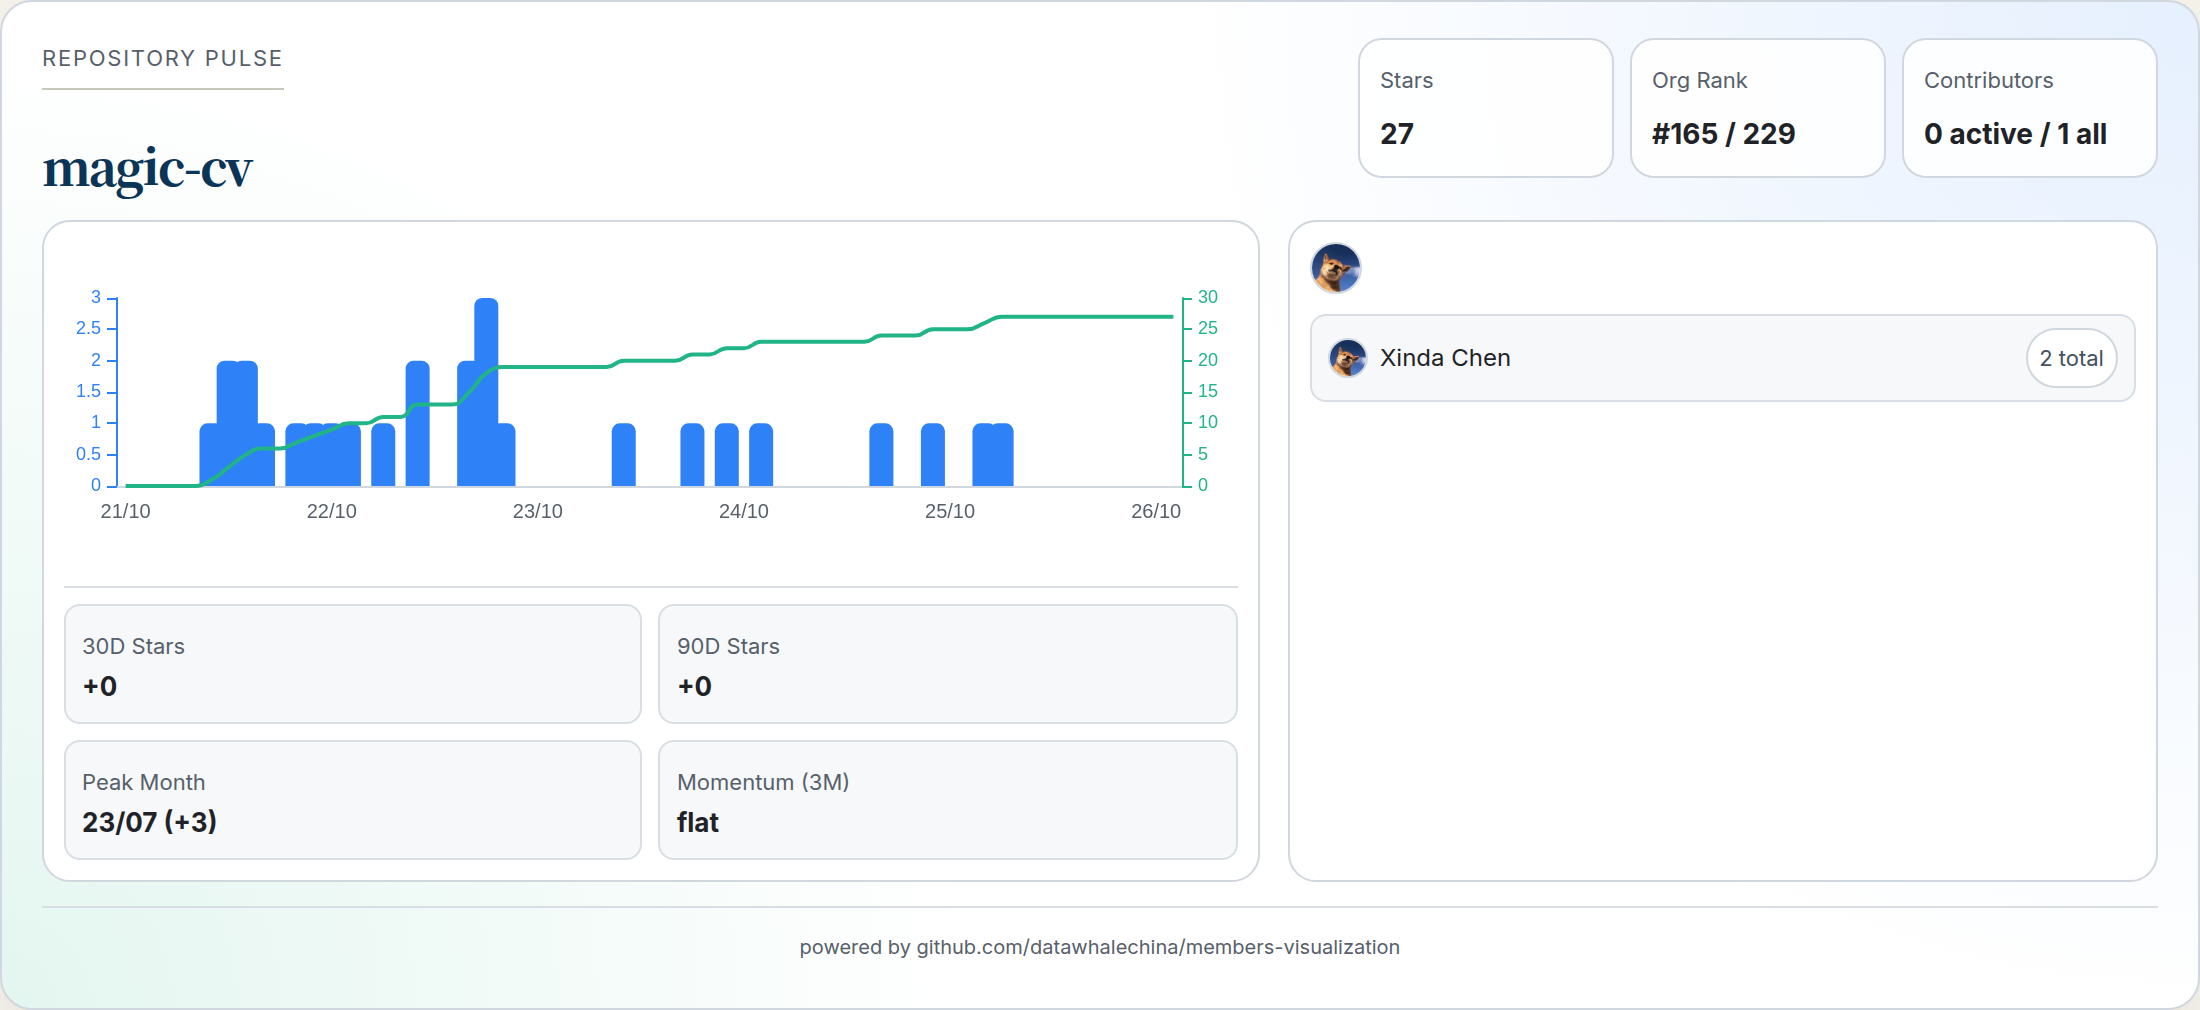 REPOSITORY PULSE
magic-cv
Stars
27
Org Rank
#165 / 229
Contributors
0 active / 1 all
3
2.5
2
1.5
1
0.5
0
30
25
20
15
10
5
0
21/10
22/10
23/10
24/10
25/10
26/10
30D Stars
+0
90D Stars
+0
Peak Month
23/07 (+3)
Momentum (3M)
flat
Xinda Chen
2 total
powered by github.com/datawhalechina/members-visualization